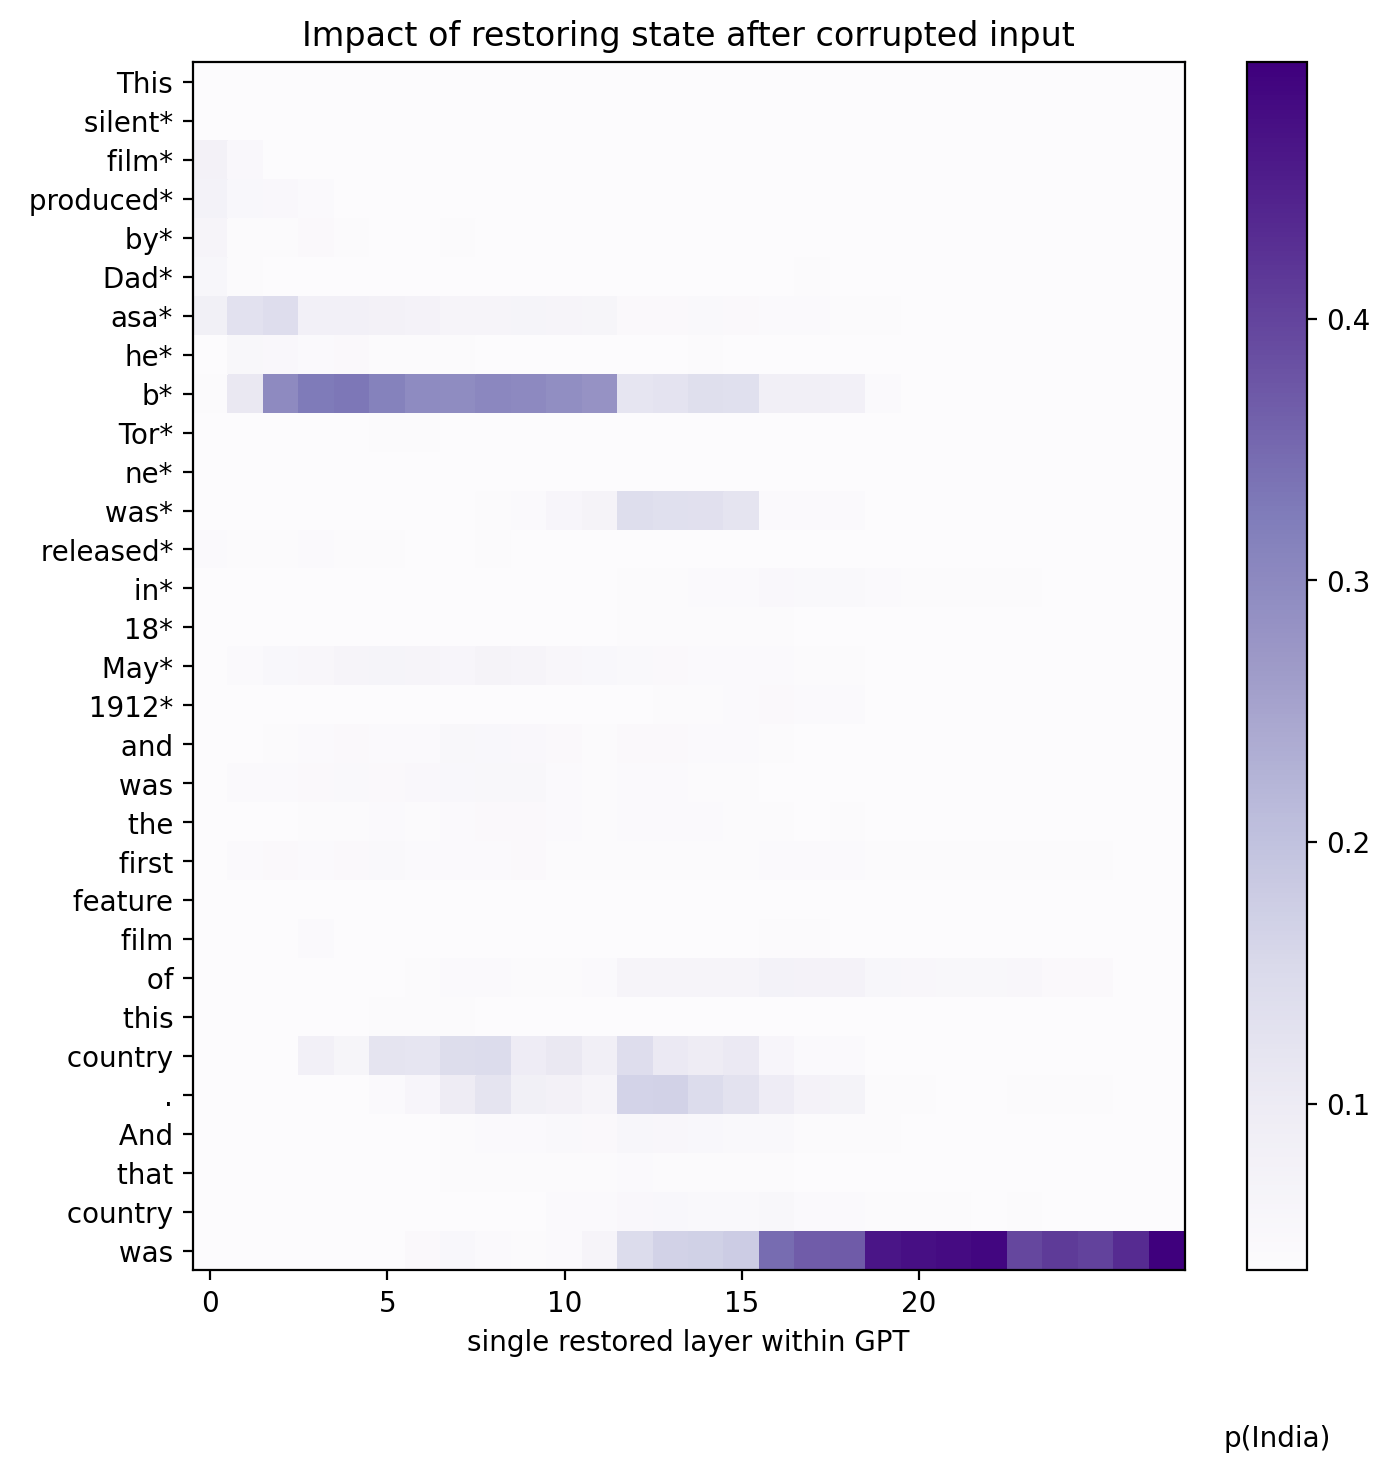 Impact of restoring state after corrupted input
This
silent*
film*
produced*
by*
Dad*
asa*
he*
b*
Tor*
ne*
was*
released*
in*
18*
May*
1912*
and
was
the
first
feature
film
of
this
country
.
And
that
country
was
0 5 10 15 20
single restored layer within GPT
0.4
0.3
0.2
0.1
p(India)